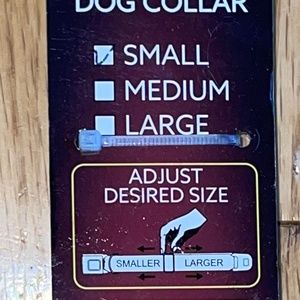 DOG COLLAR
SMALL
MEDIUM
LARGE
ADJUST
DESIRED SIZE
SMALLER LARGER